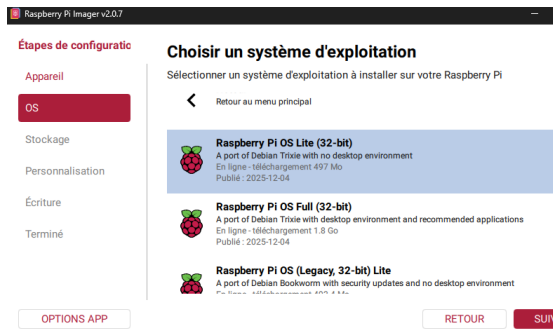 Raspberry Pi Imager v2.0.7
Étapes de configuratic
Appareil
OS
Stockage
Personnalisation
Écriture
Terminé
OPTIONS APP
Choisir un système d'exploitation
Sélectionner un système d'exploitation à installer sur votre Raspberry Pi
Retour au menu principal
Raspberry Pi OS Lite (32-bit)
A port of Debian Trixie with no desktop environment
En ligne - téléchargement 497 Mo
Publié : 2025-12-04
Raspberry Pi OS Full (32-bit)
A port of Debian Trixie with desktop environment and recommended applications
En ligne - téléchargement 1.8 Go
Publié : 2025-12-04
Raspberry Pi OS (Legacy, 32-bit) Lite
A port of Debian Bookworm with security updates and no desktop environment
RETOUR
SUIV